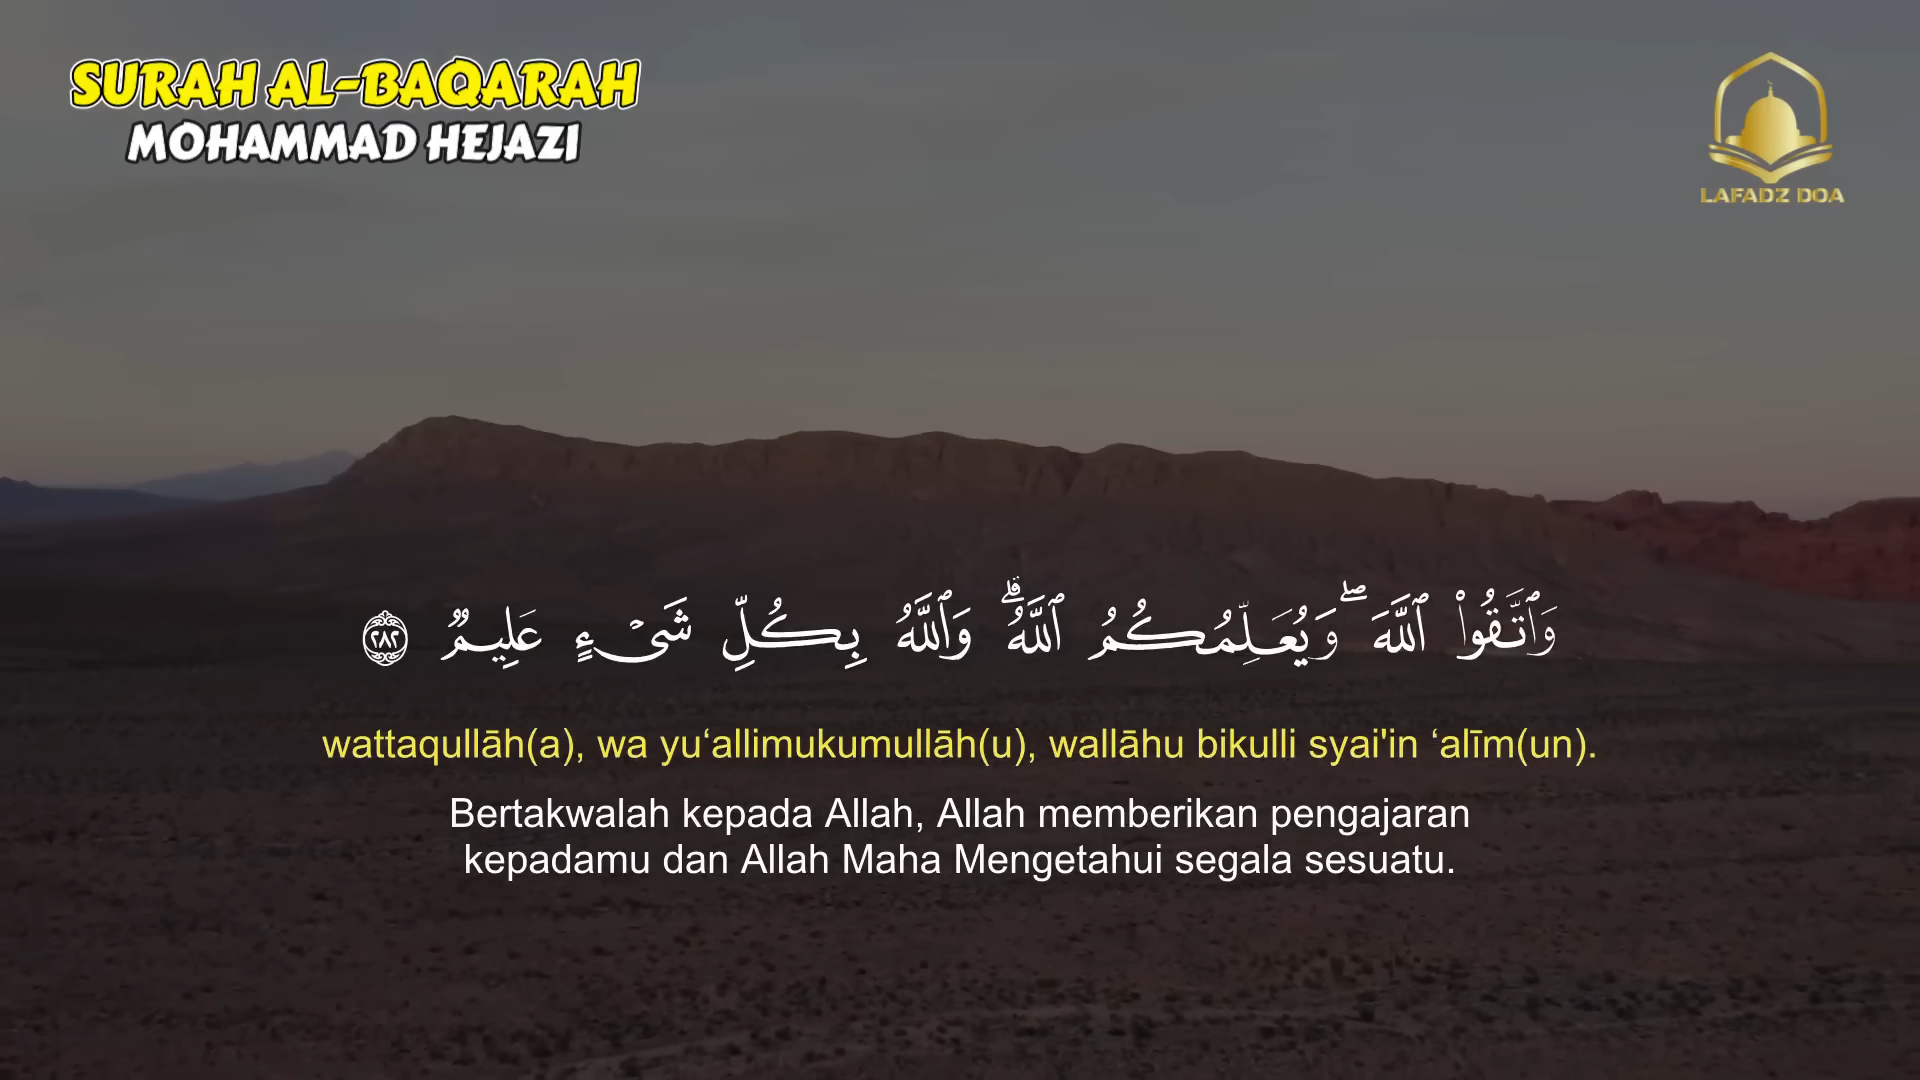 SURAH AL-BAQARAH
MOHAMMAD HEJAZI
LAFADZ DOA
وَٱتَّقُوا۟ ٱللَّهَ ۖ وَيُعَلِّمُكُمُ ٱللَّهُ ۗ وَٱللَّهُ بِكُلِّ شَىْءٍ عَلِيمٌ ٢٨٢
wattaqullāh(a), wa yu‘allimukumullāh(u), wallāhu bikulli syai'in ‘alīm(un).
Bertakwalah kepada Allah, Allah memberikan pengajaran
kepadamu dan Allah Maha Mengetahui segala sesuatu.